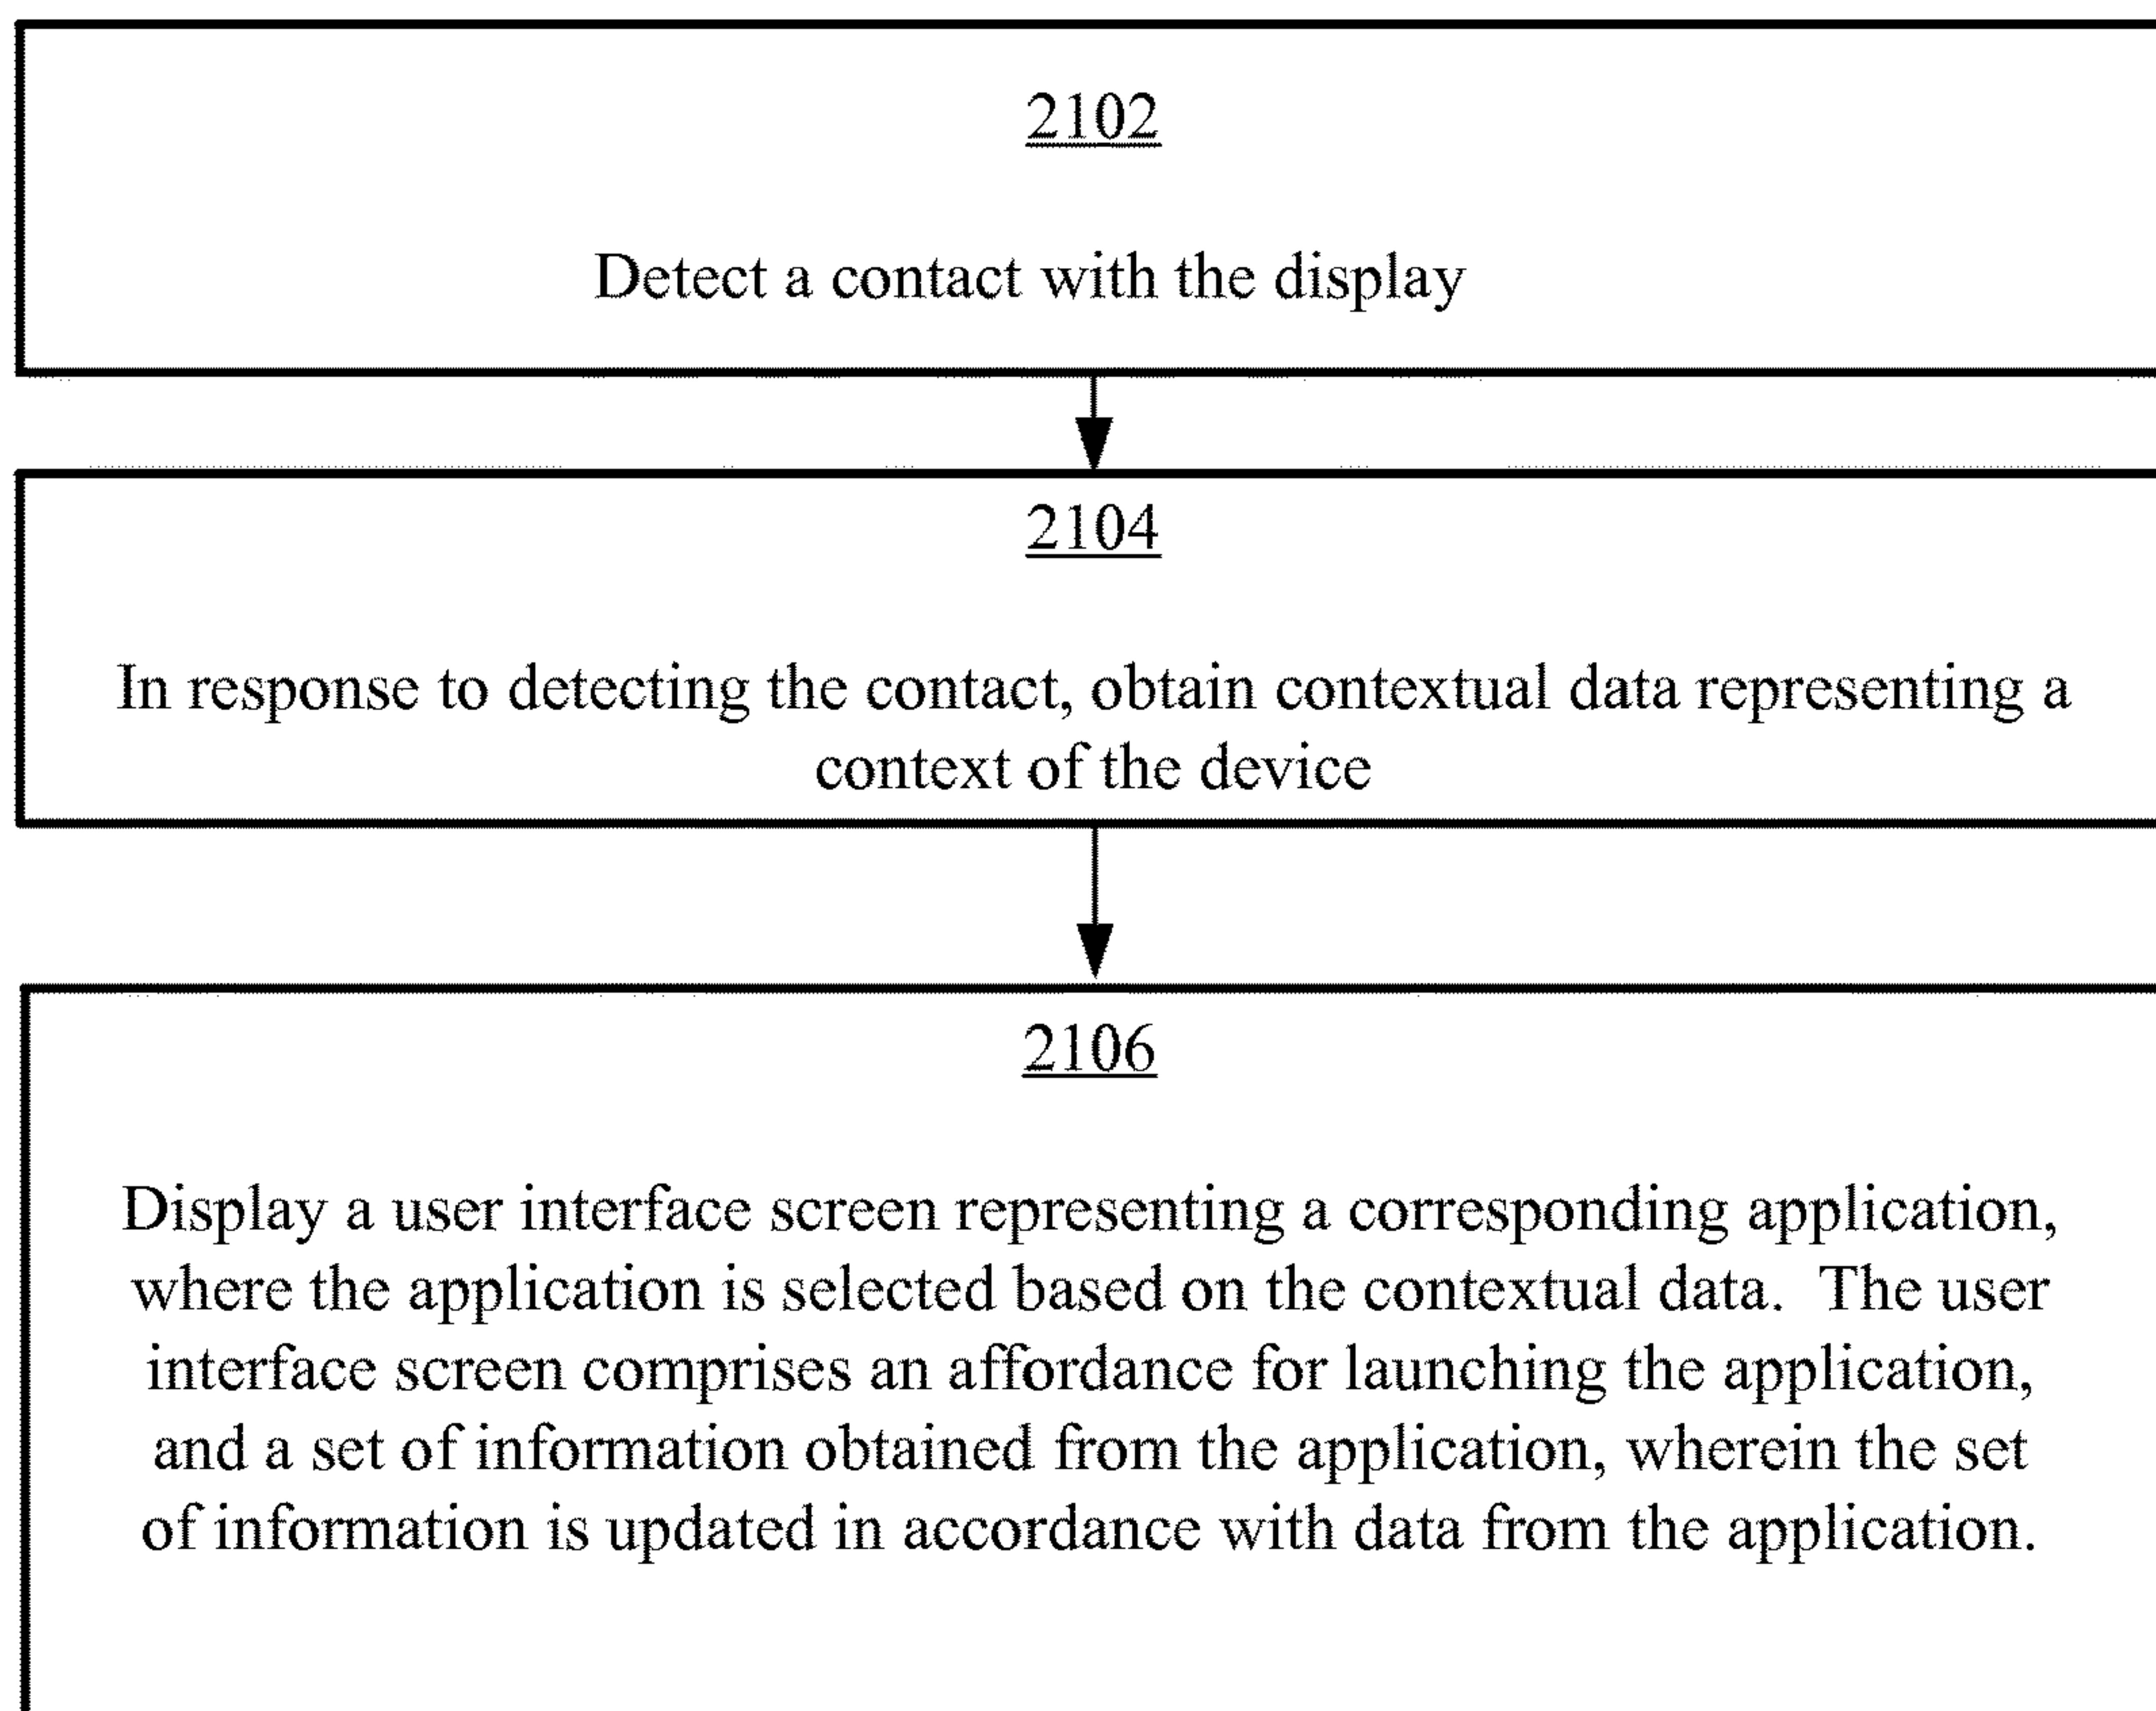 2102
Detect a contact with the display
2104
In response to detecting the contact, obtain contextual data representing a
context of the device
2106
Display a user interface screen representing a corresponding application,
where the application is selected based on the contextual data.  The user
interface screen comprises an affordance for launching the application,
and a set of information obtained from the application, wherein the set
of information is updated in accordance with data from the application.